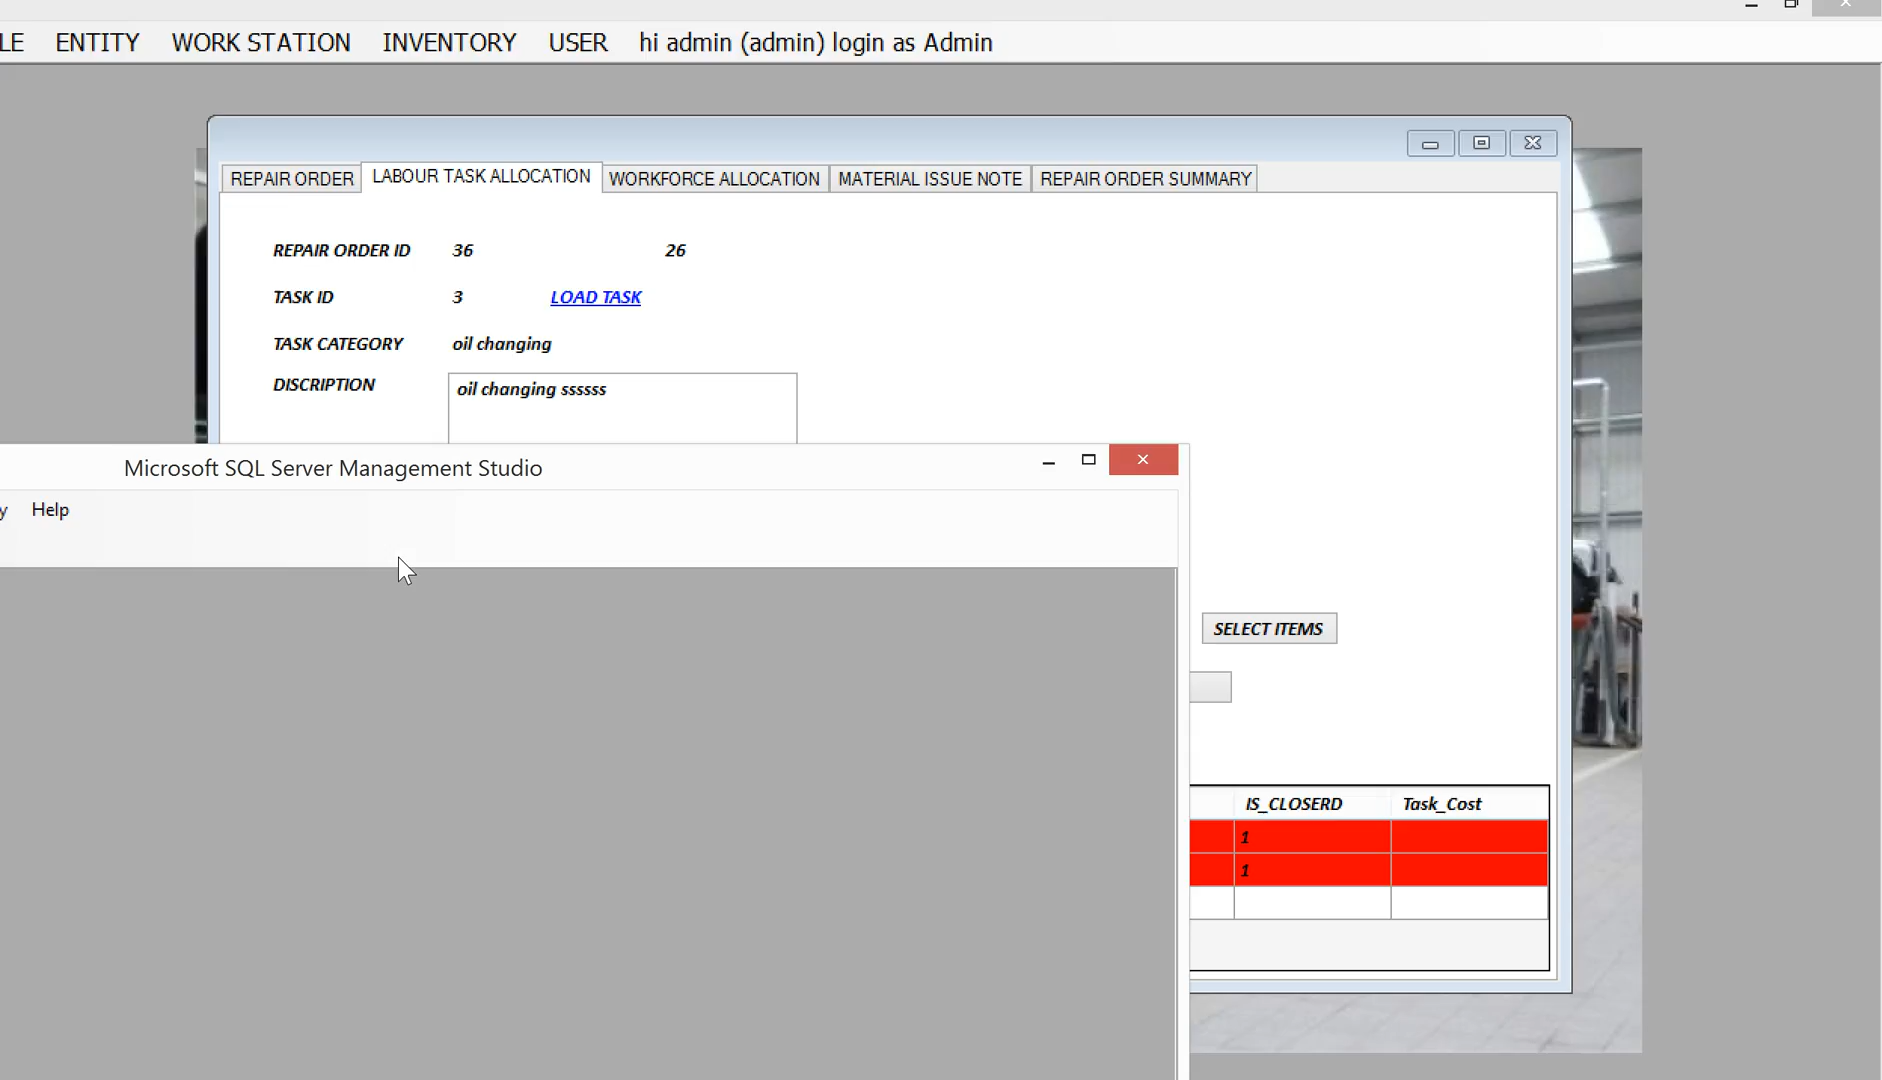 LE ENTITY WORK STATION INVENTORY USER hi admin (admin) login as Admin
REPAIR ORDER LABOUR TASK ALLOCATION WORKFORCE ALLOCATION MATERIAL ISSUE NOTE REPAIR ORDER SUMMARY
REPAIR ORDER ID 36 26
TASK ID 3 LOAD TASK
TASK CATEGORY oil changing
DISCRIPTION oil changing ssssss
Microsoft SQL Server Management Studio
y Help
SELECT ITEMS
IS_CLOSERD Task_Cost
1
1